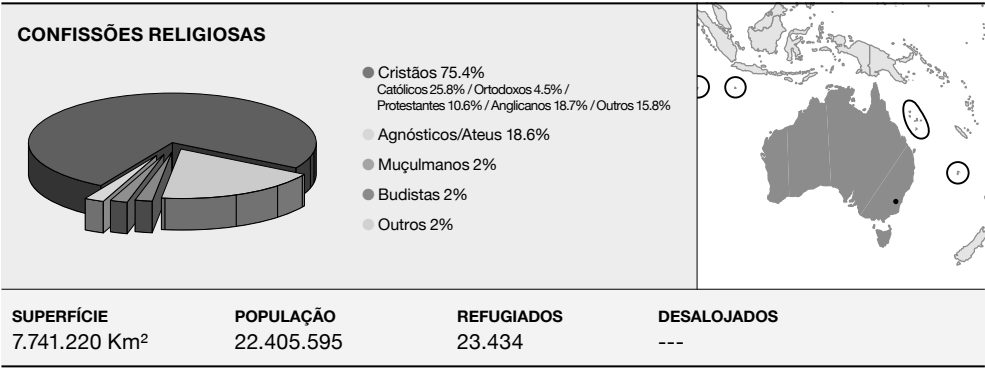 CONFISSÕES RELIGIOSAS
Cristãos 75.4%
Católicos 25.8% / Ortodoxos 4.5% /
Protestantes 10.6% / Anglicanos 18.7% / Outros 15.8%
Agnósticos/Ateus 18.6%
Muçulmanos 2%
Budistas 2%
Outros 2%
SUPERFÍCIE
7.741.220 Km²
POPULAÇÃO
22.405.595
REFUGIADOS
23.434
DESALOJADOS
---